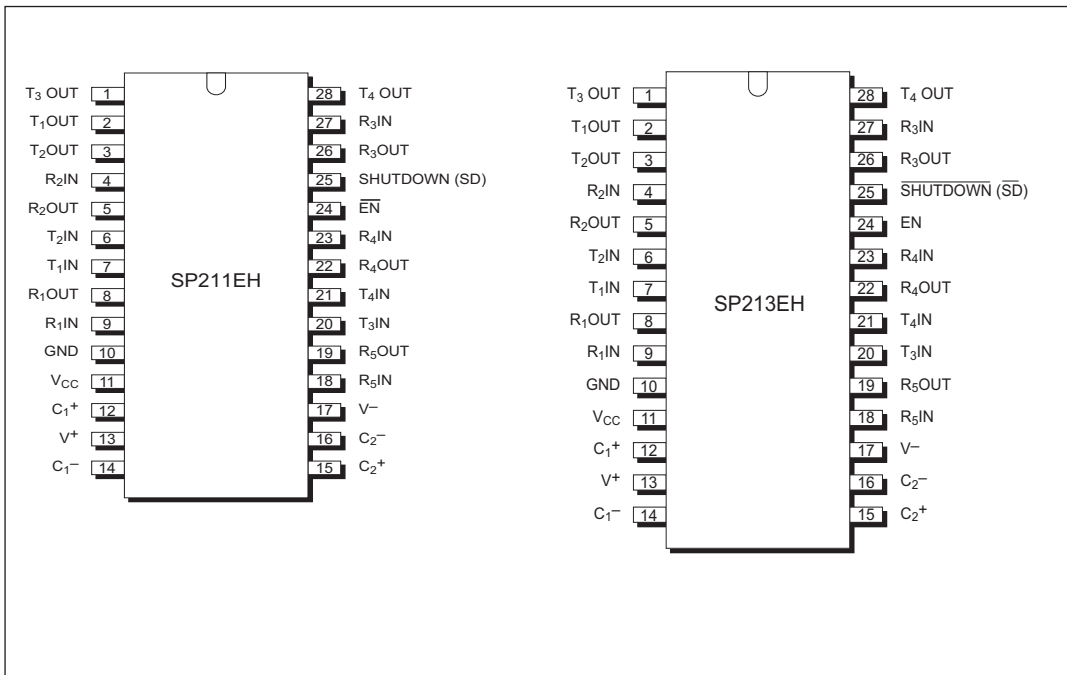 T3 OUT 1 28 T4 OUT
T1OUT 2 27 R3IN
T2OUT 3 26 R3OUT
R2IN 4 25 SHUTDOWN (SD)
R2OUT 5 24 E̅N̅
T2IN 6 23 R4IN
T1IN 7 22 R4OUT
R1OUT 8 21 T4IN
R1IN 9 20 T3IN
GND 10 19 R5OUT
VCC 11 18 R5IN
C1+ 12 17 V–
V+ 13 16 C2–
C1– 14 15 C2+
SP211EH
T3 OUT 1 28 T4 OUT
T1OUT 2 27 R3IN
T2OUT 3 26 R3OUT
R2IN 4 25 S̅H̅U̅T̅D̅O̅W̅N̅ (S̅D̅)
R2OUT 5 24 EN
T2IN 6 23 R4IN
T1IN 7 22 R4OUT
R1OUT 8 21 T4IN
R1IN 9 20 T3IN
GND 10 19 R5OUT
VCC 11 18 R5IN
C1+ 12 17 V–
V+ 13 16 C2–
C1– 14 15 C2+
SP213EH